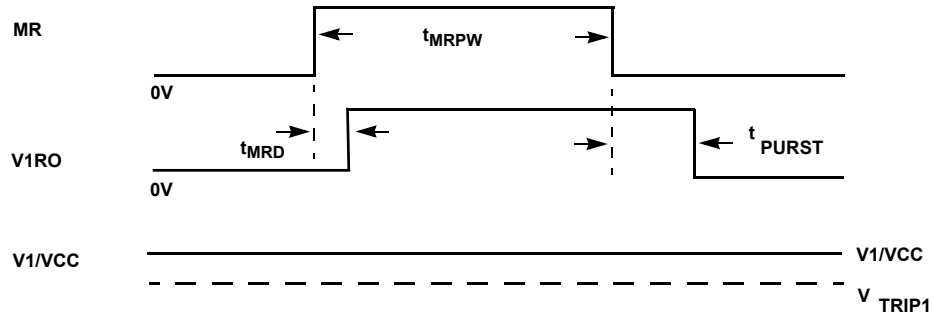 MR
tMRPW
0V
tMRD
t PURST
V1RO
0V
V1/VCC
V1/VCC
V TRIP1